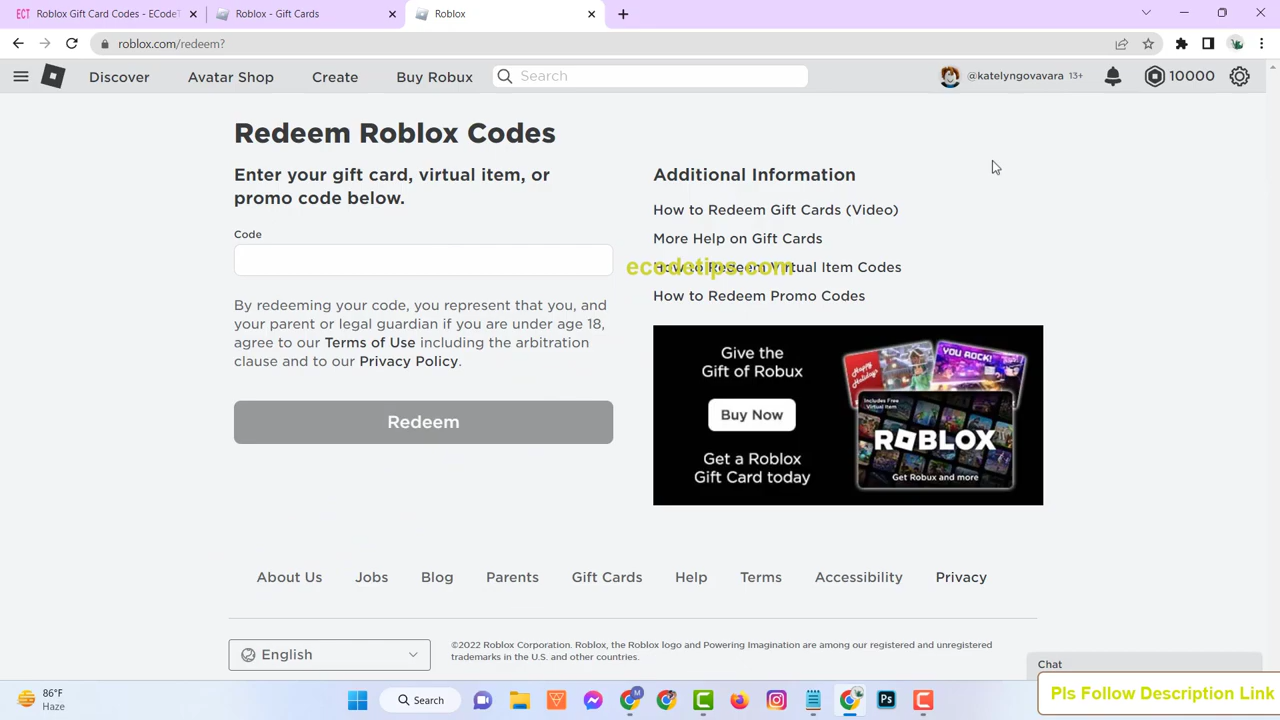 Roblox Gift Card Codes - ECodeT
Roblox - Gift Cards
Roblox
roblox.com/redeem?
Discover
Avatar Shop
Create
Buy Robux
Search
@katelyngovavara 13+
10000
Redeem Roblox Codes
Enter your gift card, virtual item, or
promo code below.
Code
By redeeming your code, you represent that you, and
your parent or legal guardian if you are under age 18,
agree to our Terms of Use including the arbitration
clause and to our Privacy Policy.
Redeem
Additional Information
How to Redeem Gift Cards (Video)
More Help on Gift Cards
How to Redeem Virtual Item Codes
ecodetips.com
How to Redeem Promo Codes
Give the
Gift of Robux
Buy Now
Get a Roblox
Gift Card today
Happy
Holidays
YOU ROCK!
Includes Free
Virtual Item
ROBLOX
Get Robux and more
About Us
Jobs
Blog
Parents
Gift Cards
Help
Terms
Accessibility
Privacy
English
©2022 Roblox Corporation. Roblox, the Roblox logo and Powering Imagination are among our registered and unregistered
trademarks in the U.S. and other countries.
Chat
86°F
Haze
Search
Pls Follow Description Link